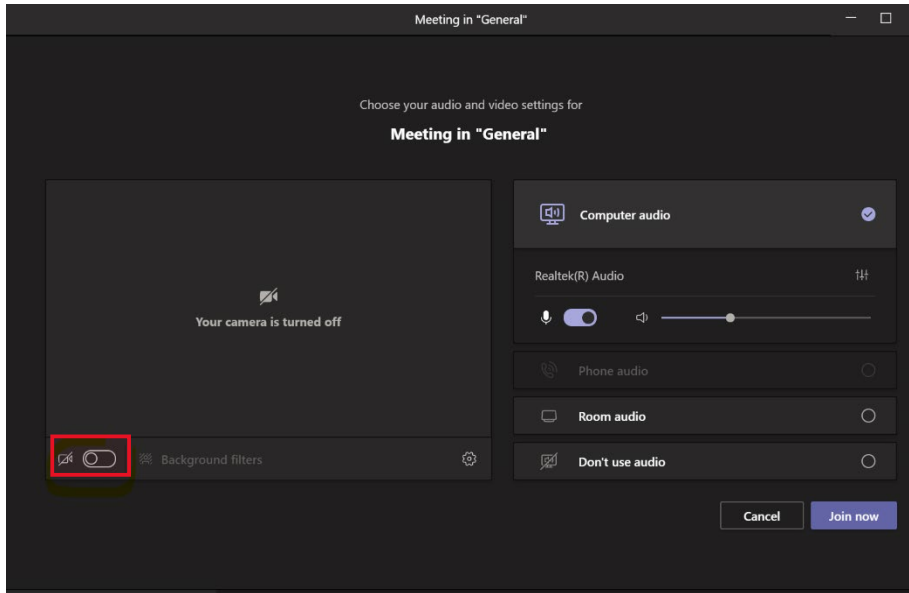 Meeting in "General"
Choose your audio and video settings for
Meeting in "General"
Your camera is turned off
Background filters
Computer audio
Realtek(R) Audio
Phone audio
Room audio
Don't use audio
Cancel
Join now